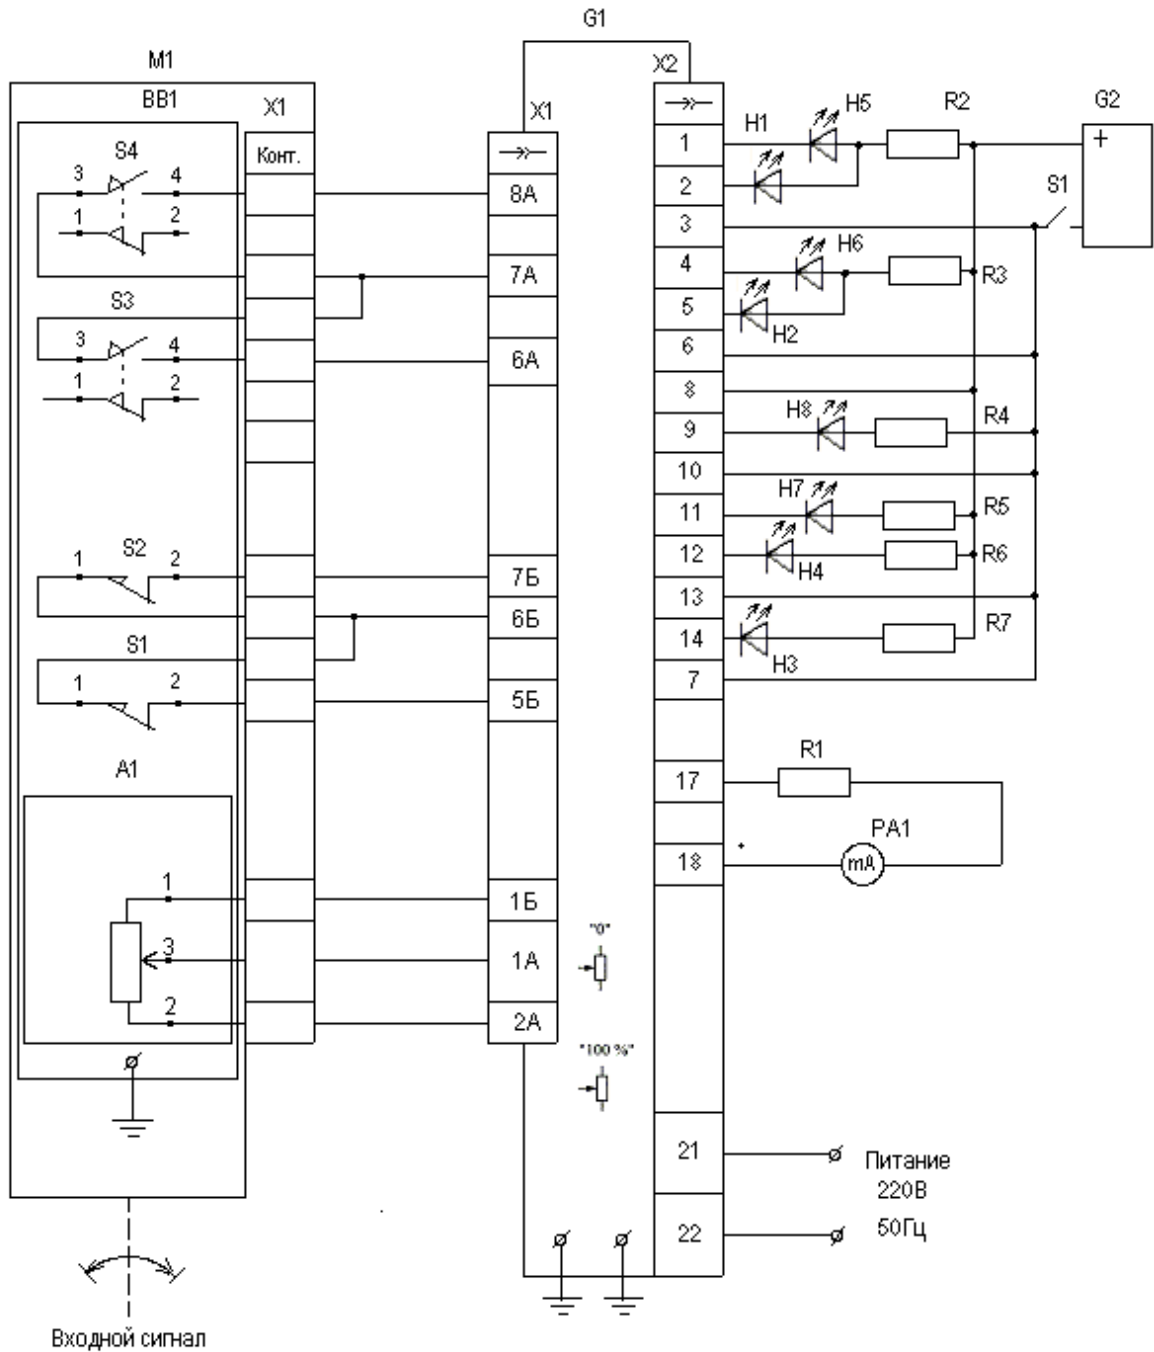 G1
M1
X2
BB1
X1
X1
H1
H5
R2
G2
Конт.
1
+
S4
3
4
8А
2
S1
1
2
3
H6
7А
4
R3
S3
5
H2
3
4
6А
6
1
2
8
H8
R4
9
10
H7
11
R5
1
S2
2
7Б
12
H4
R6
6Б
13
14
R7
S1
H3
1
2
5Б
7
R1
A1
17
PA1
18
mA
1
1Б
"0"
3
1А
2
2А
"100 %"
21
Питание
220В
22
50Гц
Входной сигнал